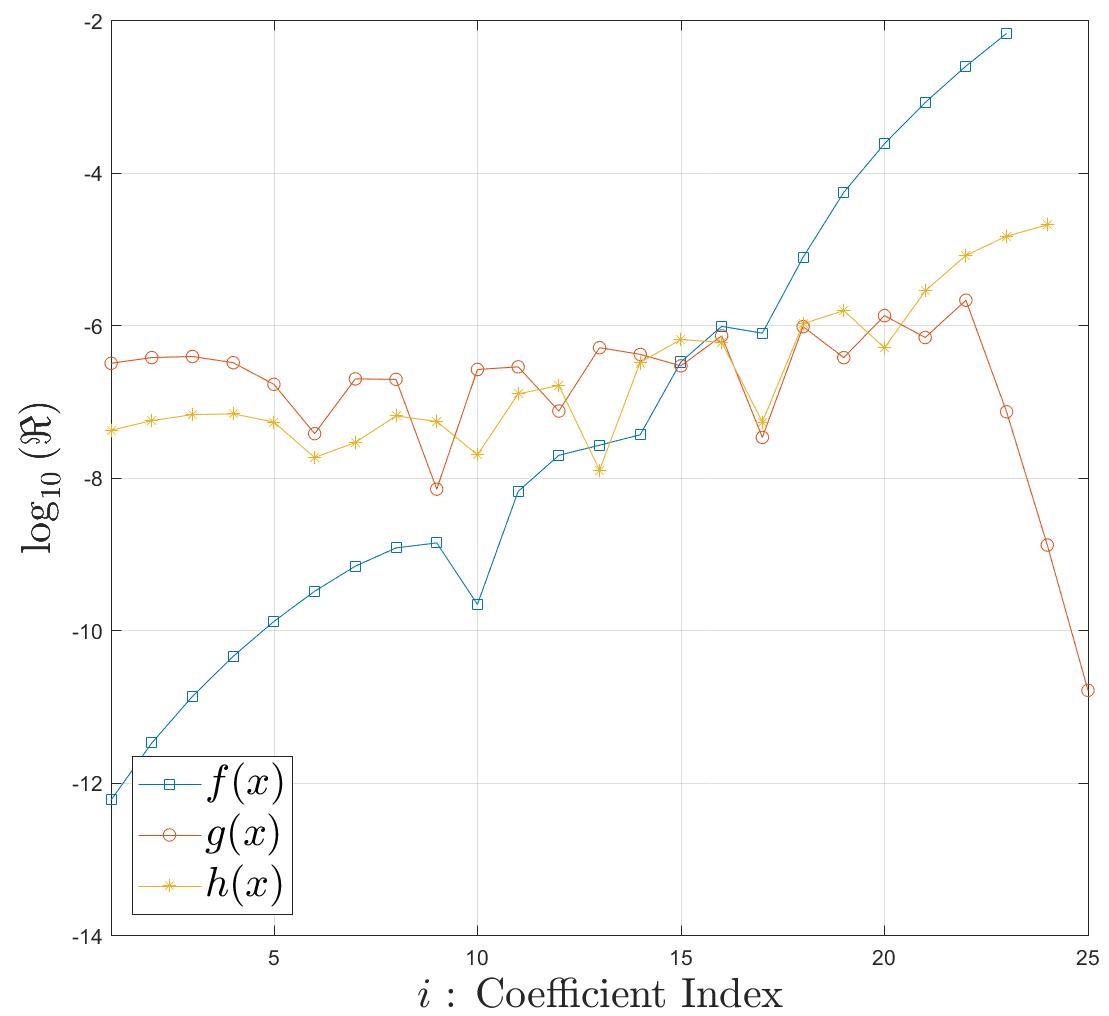 -2
-4
-6
-8
-10
-12
-14
log₁₀ (ℜ)
f(x)
g(x)
h(x)
5 10 15 20 25
i : Coefficient Index